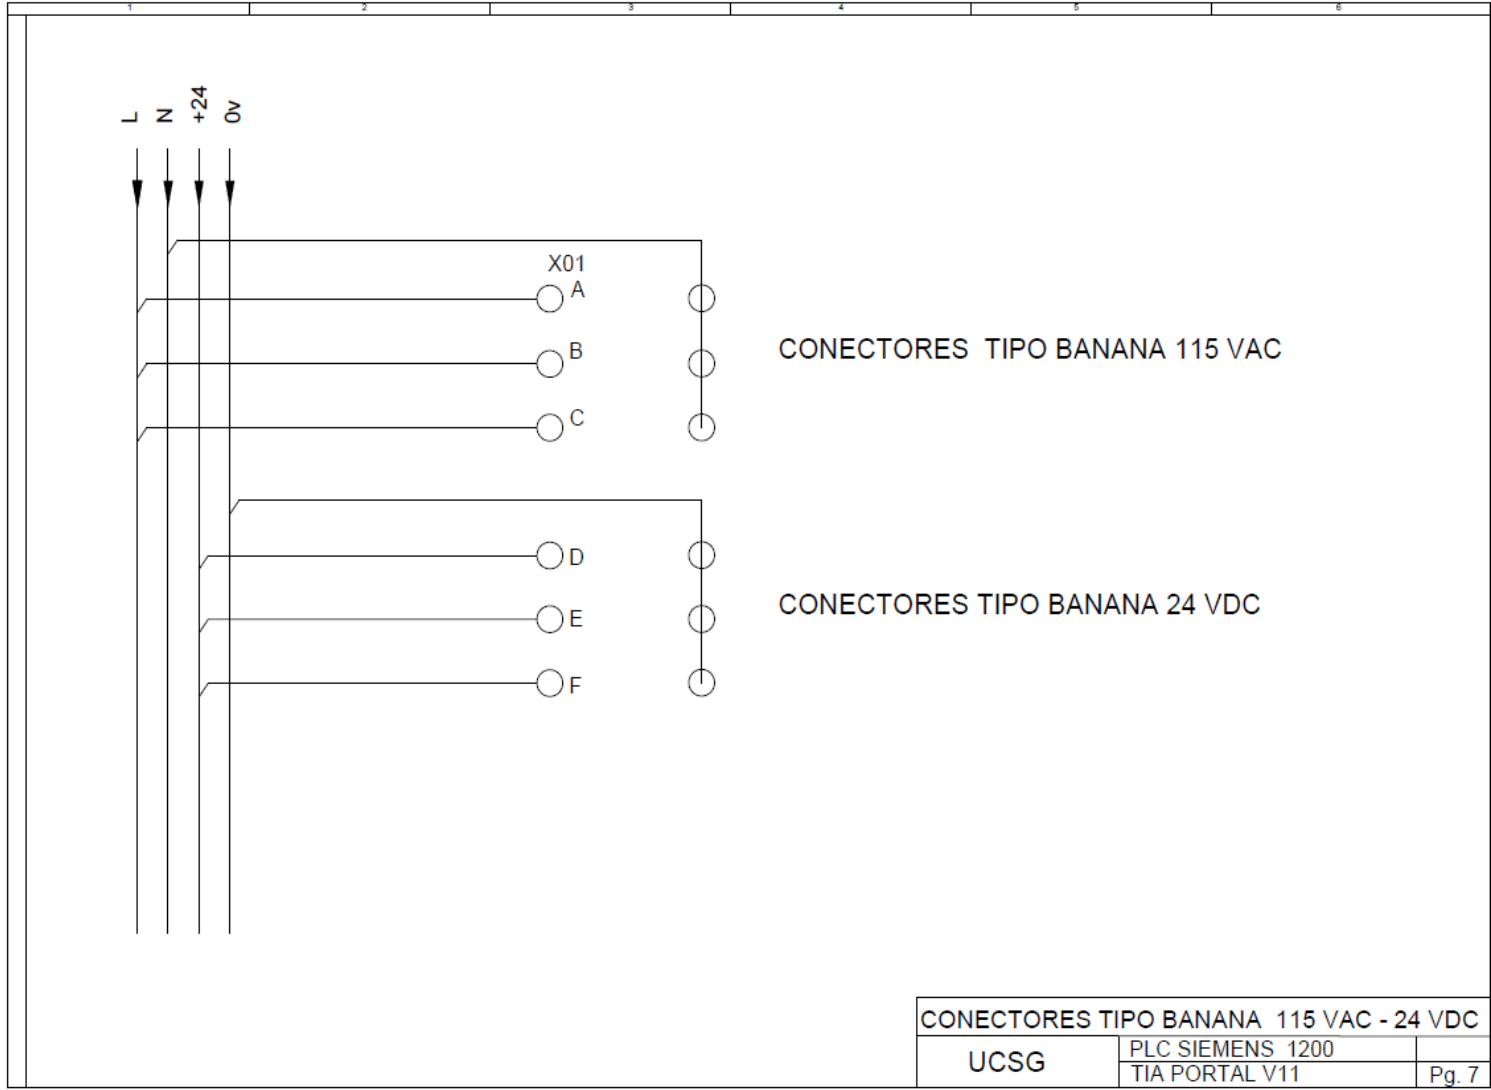 1 2 3 4 5 6
L N +24 0v
X01
A
B
CONECTORES TIPO BANANA 115 VAC
C
D
E
CONECTORES TIPO BANANA 24 VDC
F
CONECTORES TIPO BANANA 115 VAC - 24 VDC
UCSG
PLC SIEMENS 1200
TIA PORTAL V11
Pg. 7